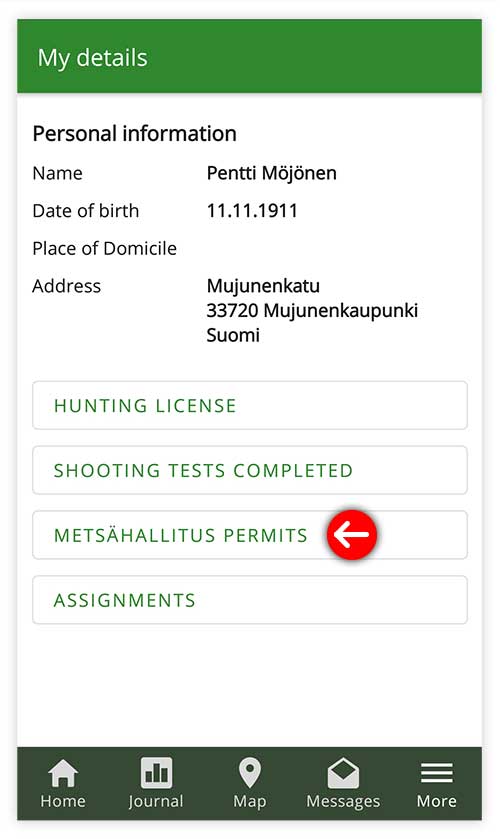 My details
Personal information
Name Pentti Möjönen
Date of birth 11.11.1911
Place of Domicile
Address Mujunenkatu
33720 Mujunenkaupunki
Suomi
HUNTING LICENSE
SHOOTING TESTS COMPLETED
METSÄHALLITUS PERMITS
ASSIGNMENTS
Home Journal Map Messages More